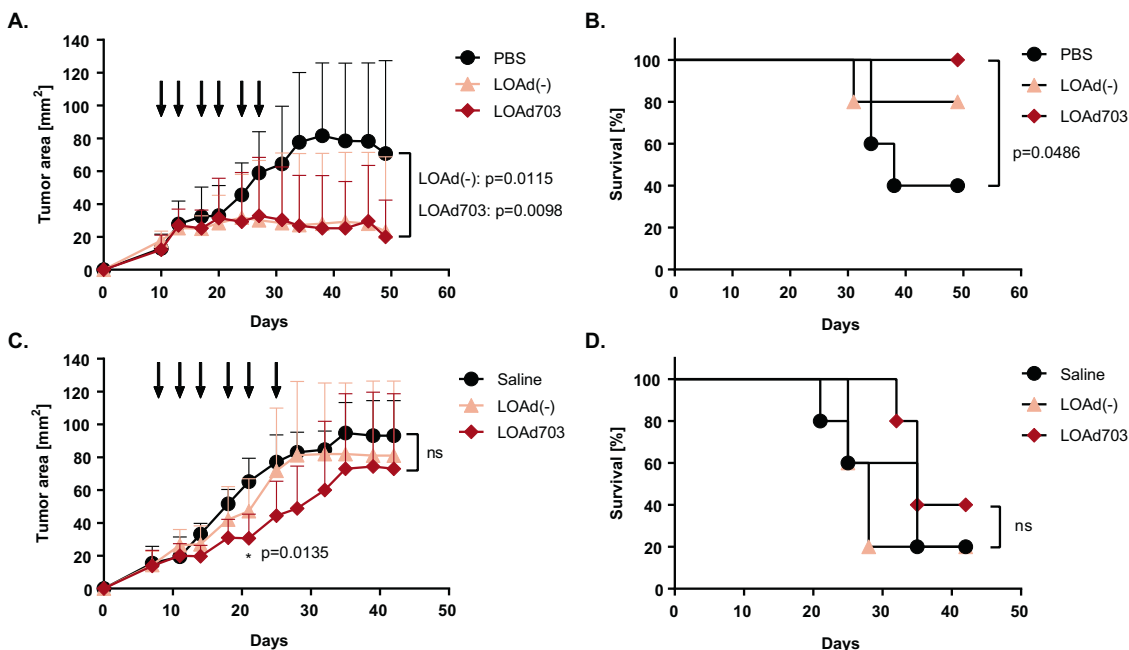 A.
Tumor area [mm²]
140
120
100
80
60
40
20
0
0 10 20 30 40 50 60
Days
PBS
LOAd(-)
LOAd703
LOAd(-): p=0.0115
LOAd703: p=0.0098
B.
Survival [%]
100
80
60
40
20
0
0 10 20 30 40 50 60
Days
PBS
LOAd(-)
LOAd703
p=0.0486
C.
Tumor area [mm²]
140
120
100
80
60
40
20
0
0 10 20 30 40 50
Days
Saline
LOAd(-)
LOAd703
ns
* p=0.0135
D.
Survival [%]
100
80
60
40
20
0
0 10 20 30 40 50
Days
Saline
LOAd(-)
LOAd703
ns